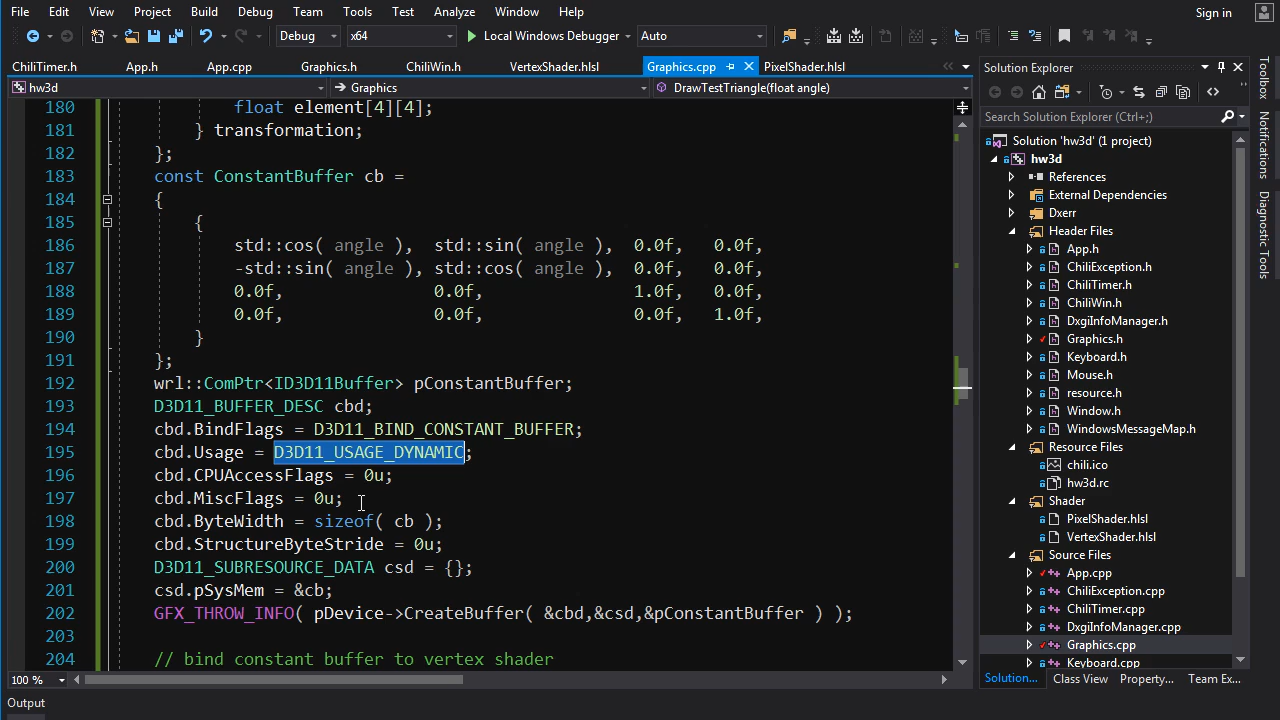 File Edit View Project Build Debug Team Tools Test Analyze Window Help Sign in
Debug x64 Local Windows Debugger Auto
ChiliTimer.h App.h App.cpp Graphics.h ChiliWin.h VertexShader.hlsl Graphics.cpp PixelShader.hlsl
hw3d Graphics DrawTestTriangle(float angle)
180 float element[4][4];
181 } transformation;
182 };
183 const ConstantBuffer cb =
184 {
185 {
186 std::cos( angle ), std::sin( angle ), 0.0f, 0.0f,
187 -std::sin( angle ), std::cos( angle ), 0.0f, 0.0f,
188 0.0f, 0.0f, 1.0f, 0.0f,
189 0.0f, 0.0f, 0.0f, 1.0f,
190 }
191 };
192 wrl::ComPtr<ID3D11Buffer> pConstantBuffer;
193 D3D11_BUFFER_DESC cbd;
194 cbd.BindFlags = D3D11_BIND_CONSTANT_BUFFER;
195 cbd.Usage = D3D11_USAGE_DYNAMIC;
196 cbd.CPUAccessFlags = 0u;
197 cbd.MiscFlags = 0u;
198 cbd.ByteWidth = sizeof( cb );
199 cbd.StructureByteStride = 0u;
200 D3D11_SUBRESOURCE_DATA csd = {};
201 csd.pSysMem = &cb;
202 GFX_THROW_INFO( pDevice->CreateBuffer( &cbd,&csd,&pConstantBuffer ) );
203
204 // bind constant buffer to vertex shader
100 %
Output
Solution Explorer
Search Solution Explorer (Ctrl+;)
Solution 'hw3d' (1 project)
hw3d
References
External Dependencies
Dxerr
Header Files
App.h
ChiliException.h
ChiliTimer.h
ChiliWin.h
DxgiInfoManager.h
Graphics.h
Keyboard.h
Mouse.h
resource.h
Window.h
WindowsMessageMap.h
Resource Files
chili.ico
hw3d.rc
Shader
PixelShader.hlsl
VertexShader.hlsl
Source Files
App.cpp
ChiliException.cpp
ChiliTimer.cpp
DxgiInfoManager.cpp
Graphics.cpp
Keyboard.cpp
Solution... Class View Property... Team Ex...
Toolbox
Notifications
Diagnostic Tools